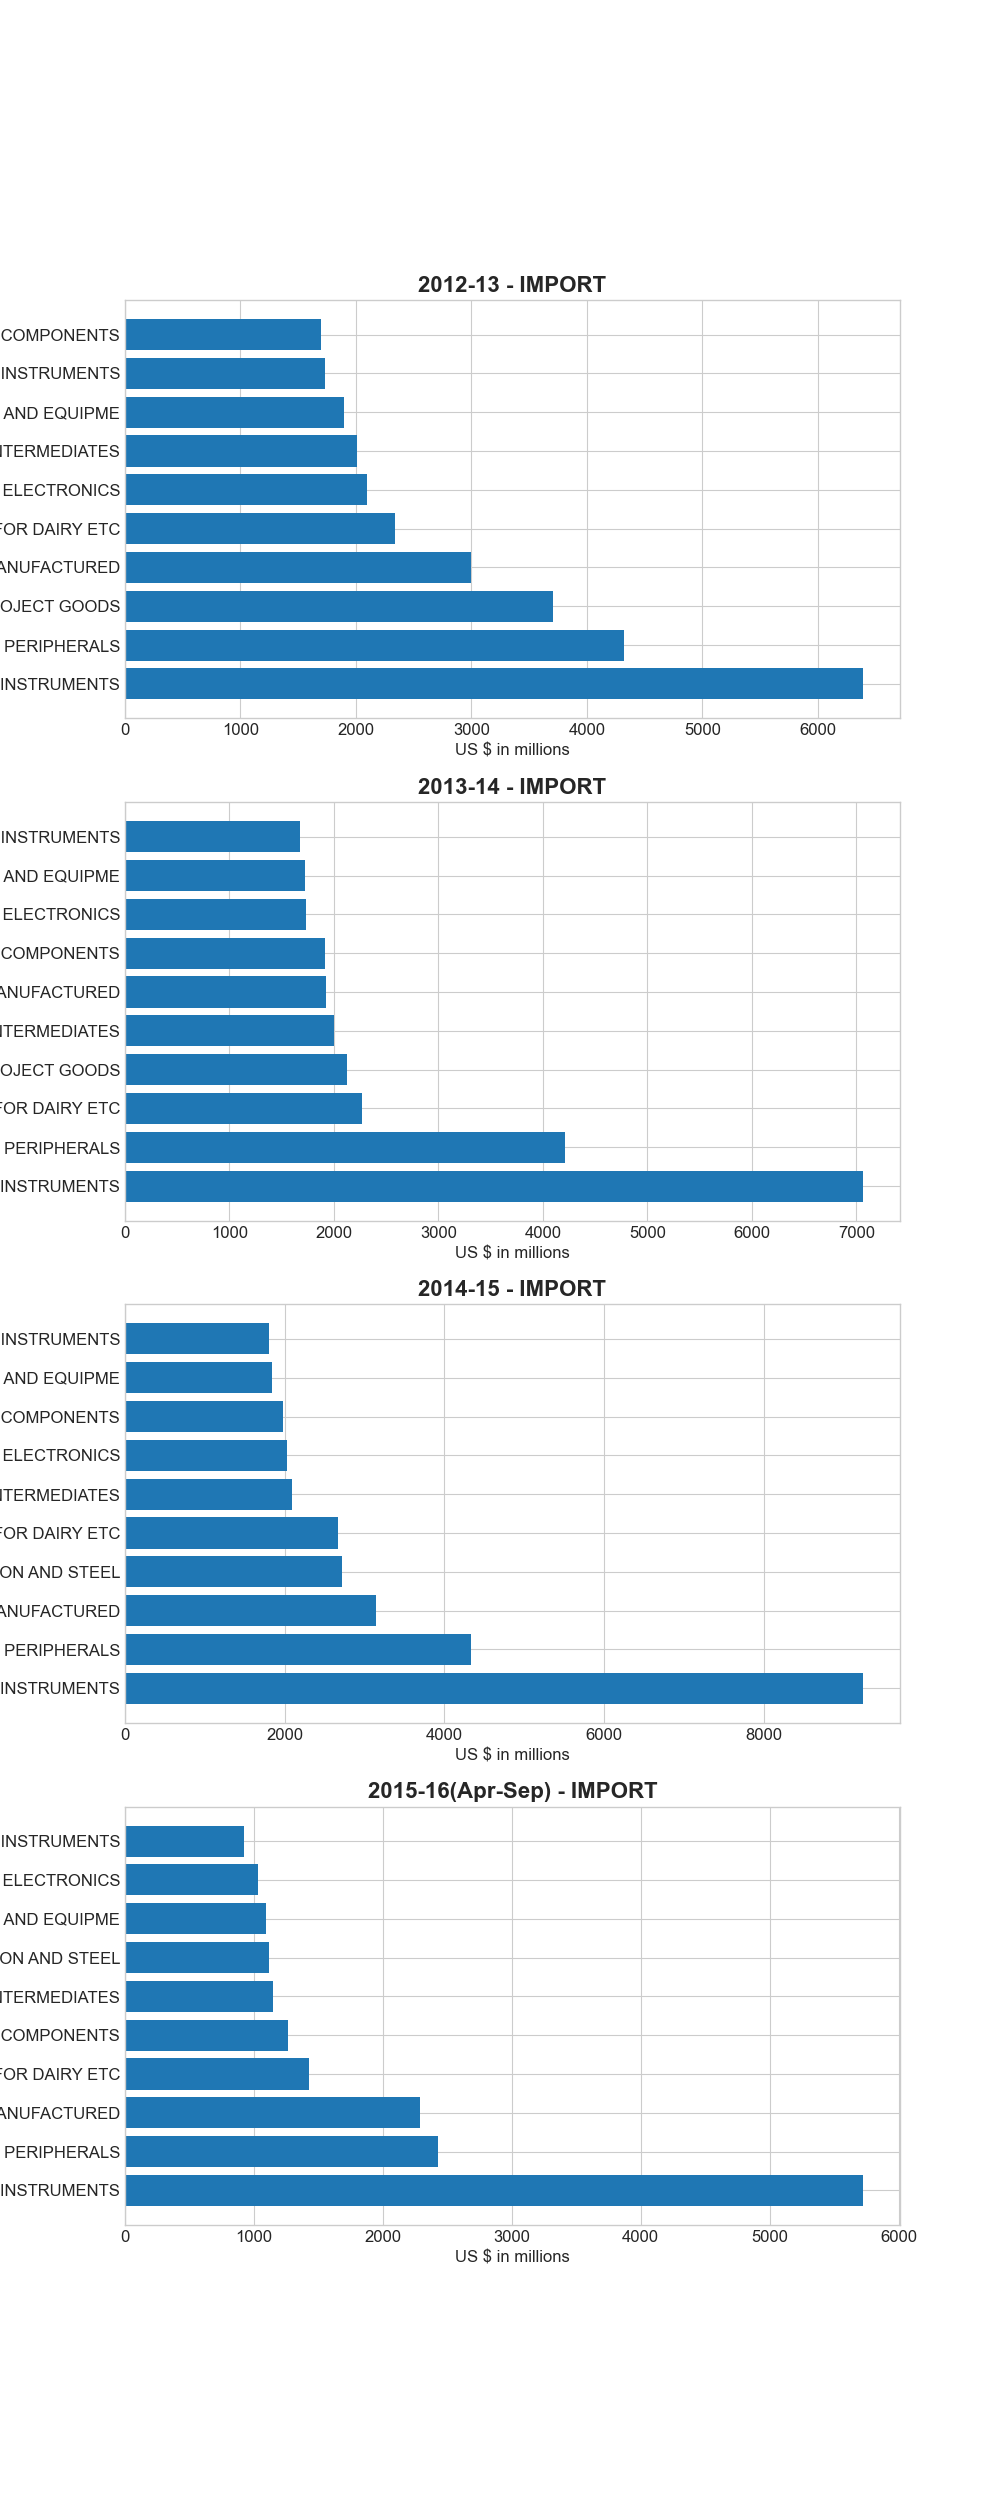 2012-13 - IMPORT
COMPONENTS
INSTRUMENTS
AND EQUIPME
NTERMEDIATES
ELECTRONICS
FOR DAIRY ETC
ANUFACTURED
OJECT GOODS
PERIPHERALS
INSTRUMENTS
0 1000 2000 3000 4000 5000 6000
US $ in millions
2013-14 - IMPORT
INSTRUMENTS
AND EQUIPME
ELECTRONICS
COMPONENTS
ANUFACTURED
NTERMEDIATES
OJECT GOODS
FOR DAIRY ETC
PERIPHERALS
INSTRUMENTS
0 1000 2000 3000 4000 5000 6000 7000
US $ in millions
2014-15 - IMPORT
INSTRUMENTS
AND EQUIPME
COMPONENTS
ELECTRONICS
NTERMEDIATES
FOR DAIRY ETC
ON AND STEEL
ANUFACTURED
PERIPHERALS
INSTRUMENTS
0 2000 4000 6000 8000
US $ in millions
2015-16(Apr-Sep) - IMPORT
INSTRUMENTS
ELECTRONICS
AND EQUIPME
ON AND STEEL
NTERMEDIATES
COMPONENTS
FOR DAIRY ETC
ANUFACTURED
PERIPHERALS
INSTRUMENTS
0 1000 2000 3000 4000 5000 6000
US $ in millions